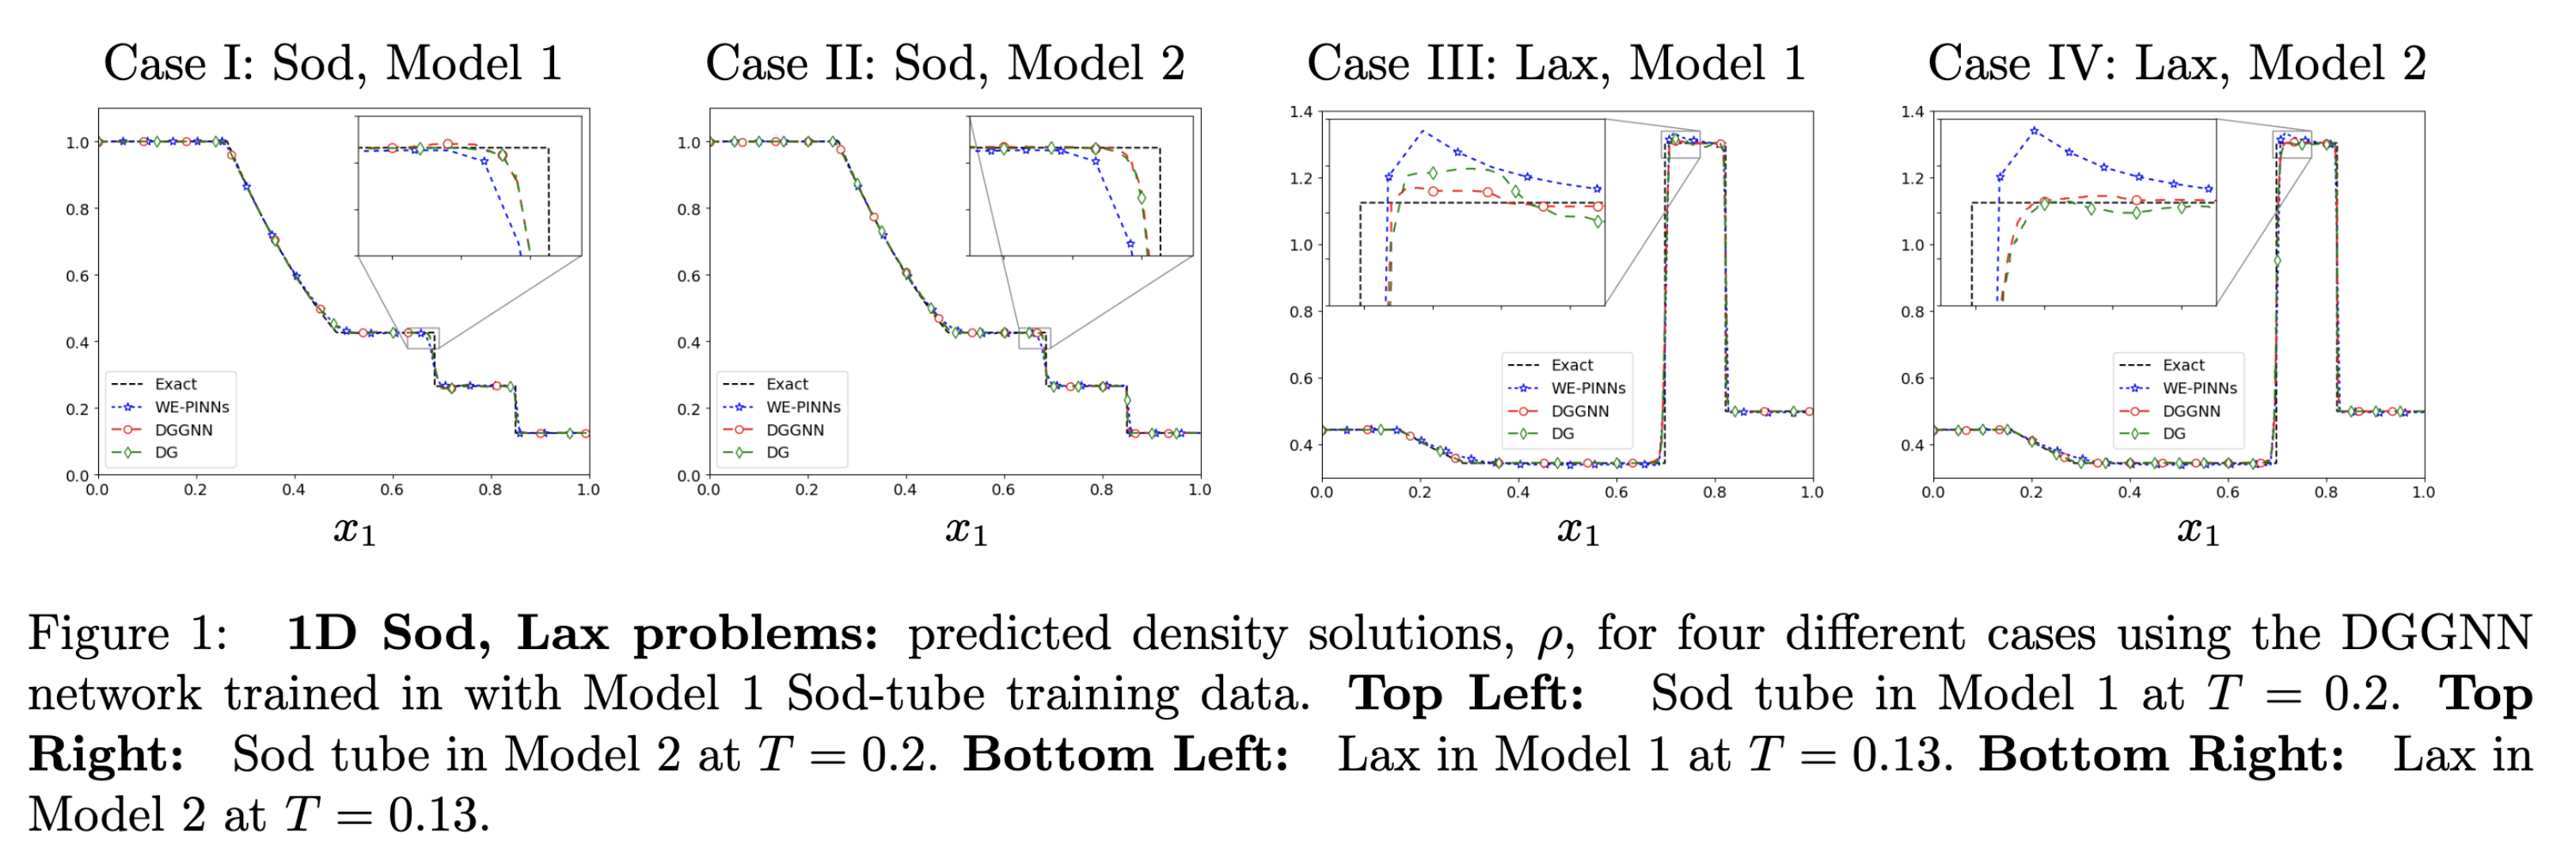 Case I: Sod, Model 1
1.0
0.8
0.6
0.4
0.2
0.0
Exact
WE-PINNs
DGGNN
DG
0.0 0.2 0.4 0.6 0.8 1.0
x₁
Case II: Sod, Model 2
1.0
0.8
0.6
0.4
0.2
0.0
Exact
WE-PINNs
DGGNN
DG
0.0 0.2 0.4 0.6 0.8 1.0
x₁
Case III: Lax, Model 1
1.4
1.2
1.0
0.8
0.6
0.4
Exact
WE-PINNs
DGGNN
DG
0.0 0.2 0.4 0.6 0.8 1.0
x₁
Case IV: Lax, Model 2
1.4
1.2
1.0
0.8
0.6
0.4
Exact
WE-PINNs
DGGNN
DG
0.0 0.2 0.4 0.6 0.8 1.0
x₁
Figure 1: 1D Sod, Lax problems: predicted density solutions, ρ, for four different cases using the DGGNN
network trained in with Model 1 Sod-tube training data. Top Left: Sod tube in Model 1 at T = 0.2. Top
Right: Sod tube in Model 2 at T = 0.2. Bottom Left: Lax in Model 1 at T = 0.13. Bottom Right: Lax in
Model 2 at T = 0.13.